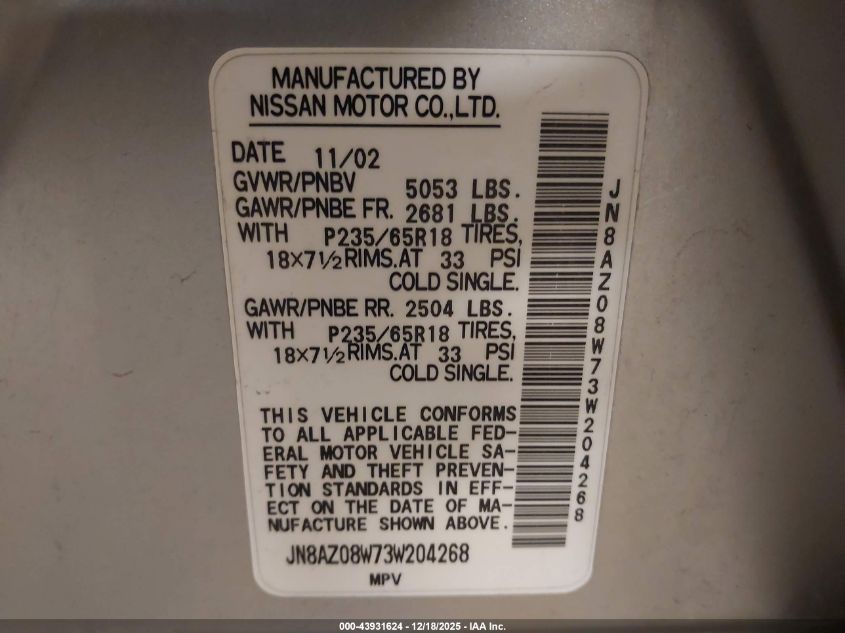 MANUFACTURED BY
NISSAN MOTOR CO.,LTD.
DATE 11/02
GVWR/PNBV 5053 LBS.
GAWR/PNBE FR. 2681 LBS.
WITH P235/65R18 TIRES,
18×7½ RIMS.AT 33 PSI
COLD SINGLE.
GAWR/PNBE RR. 2504 LBS.
WITH P235/65R18 TIRES,
18×7½ RIMS.AT 33 PSI
COLD SINGLE.
THIS VEHICLE CONFORMS
TO ALL APPLICABLE FED-
ERAL MOTOR VEHICLE SA-
FETY AND THEFT PREVEN-
TION STANDARDS IN EFF-
ECT ON THE DATE OF MA-
NUFACTURE SHOWN ABOVE.
JN8AZ08W73W204268
MPV
JN8AZ08W73W204268
000-43931624 - 12/18/2025 - IAA Inc.